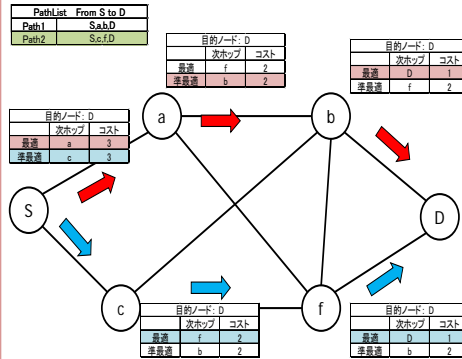 PathList From S to D
Path1 S,a,b,D
Path2 S,c,f,D
目的ノード: D
次ホップ コスト
最適 f 2
準最適 b 2
目的ノード: D
次ホップ コスト
最適 D 1
準最適 f 2
目的ノード: D
次ホップ コスト
最適 a 3
準最適 c 3
a
b
S
D
c
f
目的ノード: D
次ホップ コスト
最適 f 2
準最適 b 2
目的ノード: D
次ホップ コスト
最適 D 1
準最適 b 2